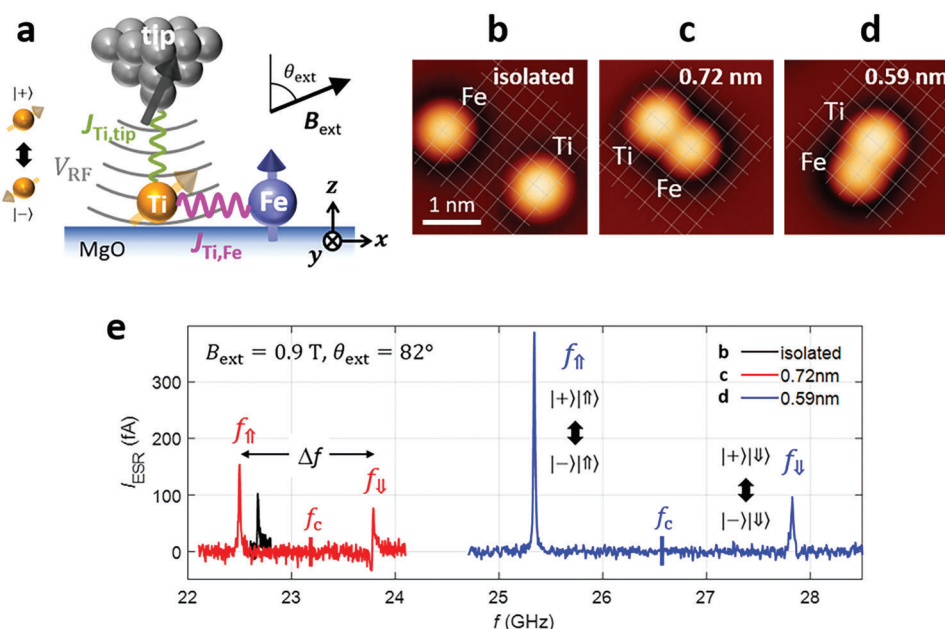 a
tip
θext
Bext
|+⟩
JTi,tip
VRF
|−⟩
Ti
Fe
z
JTi,Fe
x
MgO
y
b
isolated
Fe
Ti
1 nm
c
0.72 nm
Ti
Fe
d
0.59 nm
Ti
Fe
e
Bext = 0.9 T, θext = 82°
IESR (fA)
300
200
100
0
f⇑
Δf
f⇓
fc
f⇑
|+⟩|⇑⟩
|−⟩|⇑⟩
fc
|+⟩|⇓⟩
|−⟩|⇓⟩
f⇓
b isolated
c 0.72nm
d 0.59nm
22 23 24 25 26 27 28
f (GHz)